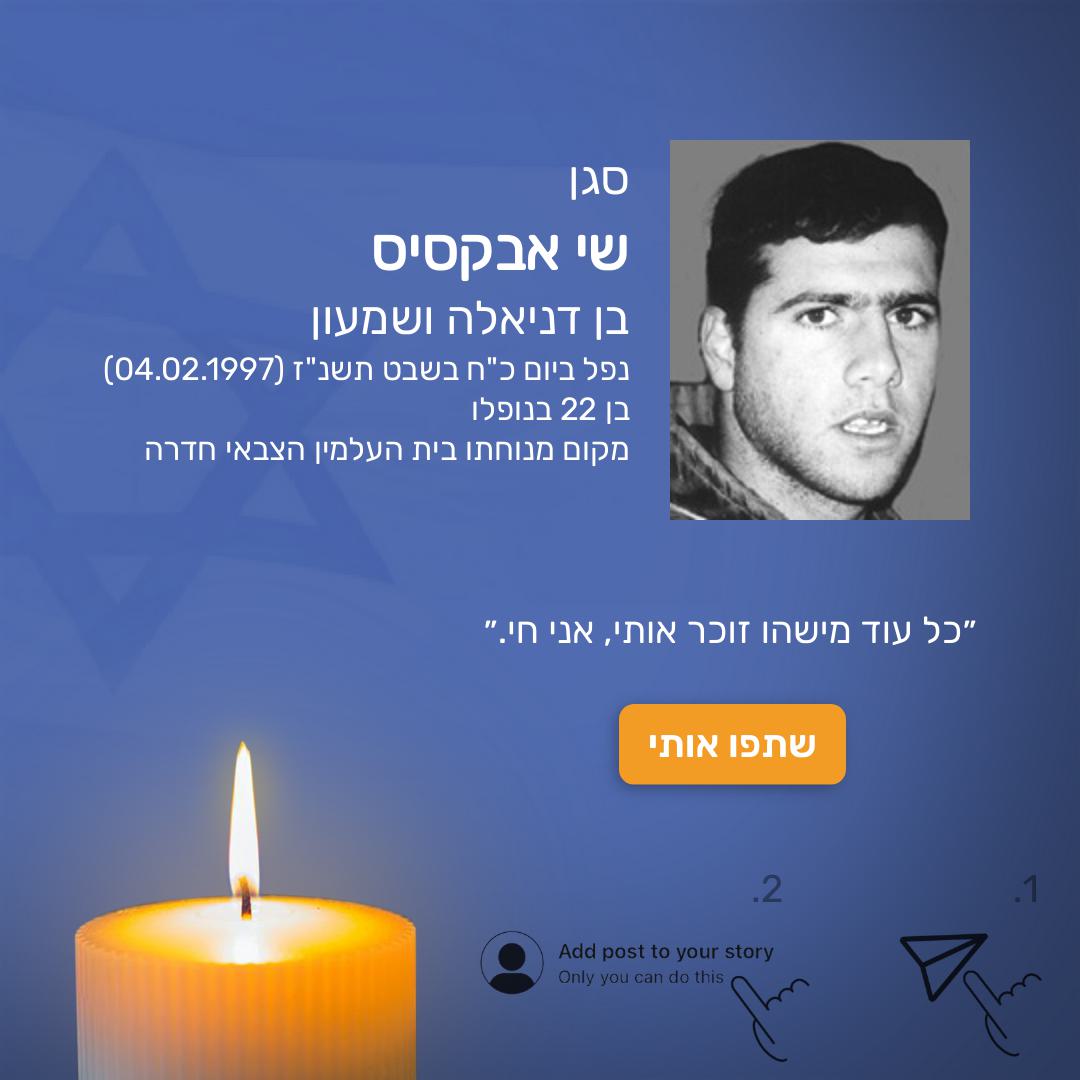 סגן
שי אבקסיס
בן דניאלה ושמעון
נפל ביום כ"ח בשבט תשנ"ז (04.02.1997)
בן 22 בנופלו
מקום מנוחתו בית העלמין הצבאי חדרה
״כל עוד מישהו זוכר אותי, אני חי.״
שתפו אותי
1.
2.
Add post to your story
Only you can do this